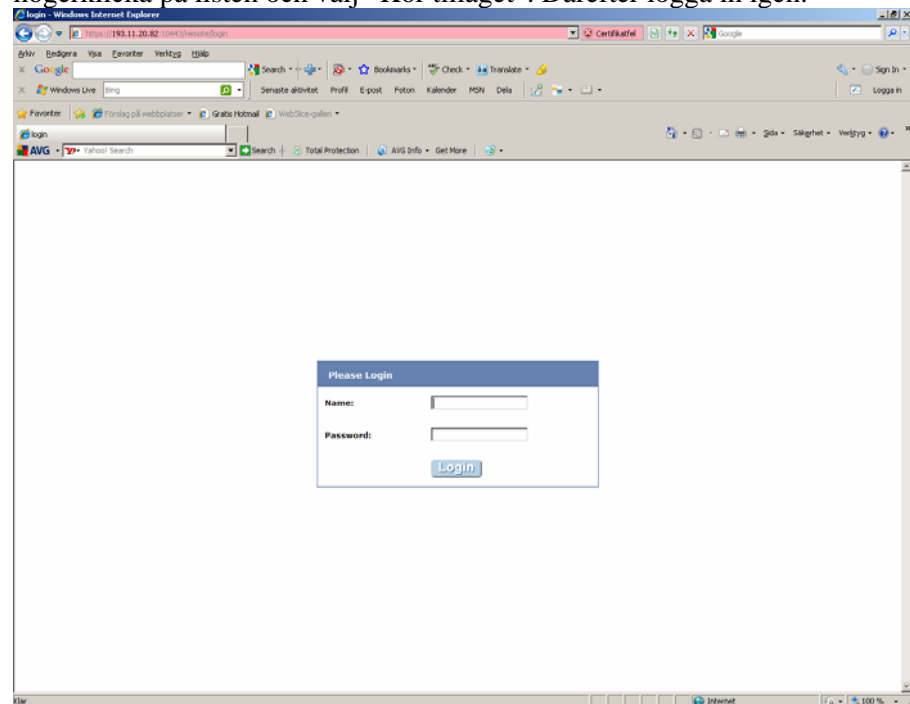 högerklicka på listen och välj "Kör tillägget". Därefter logga in igen.
login - Windows Internet Explorer
https://193.11.20.82:10443/remote/login Certifikatfel Google
Arkiv Redigera Visa Favoriter Verktyg Hjälp
Google Search Bookmarks Check Translate Sign In
Windows Live Bing Senaste aktivitet Profil E-post Foton Kalender MSN Dela Logga in
Favoriter Förslag på webbplatser Gratis Hotmail WebSlice-galleri
login Sida Säkerhet Verktyg
AVG Yahoo! Search Search Total Protection AVG Info Get More
Please Login
Name:
Password:
Login
Klar Internet 100 %